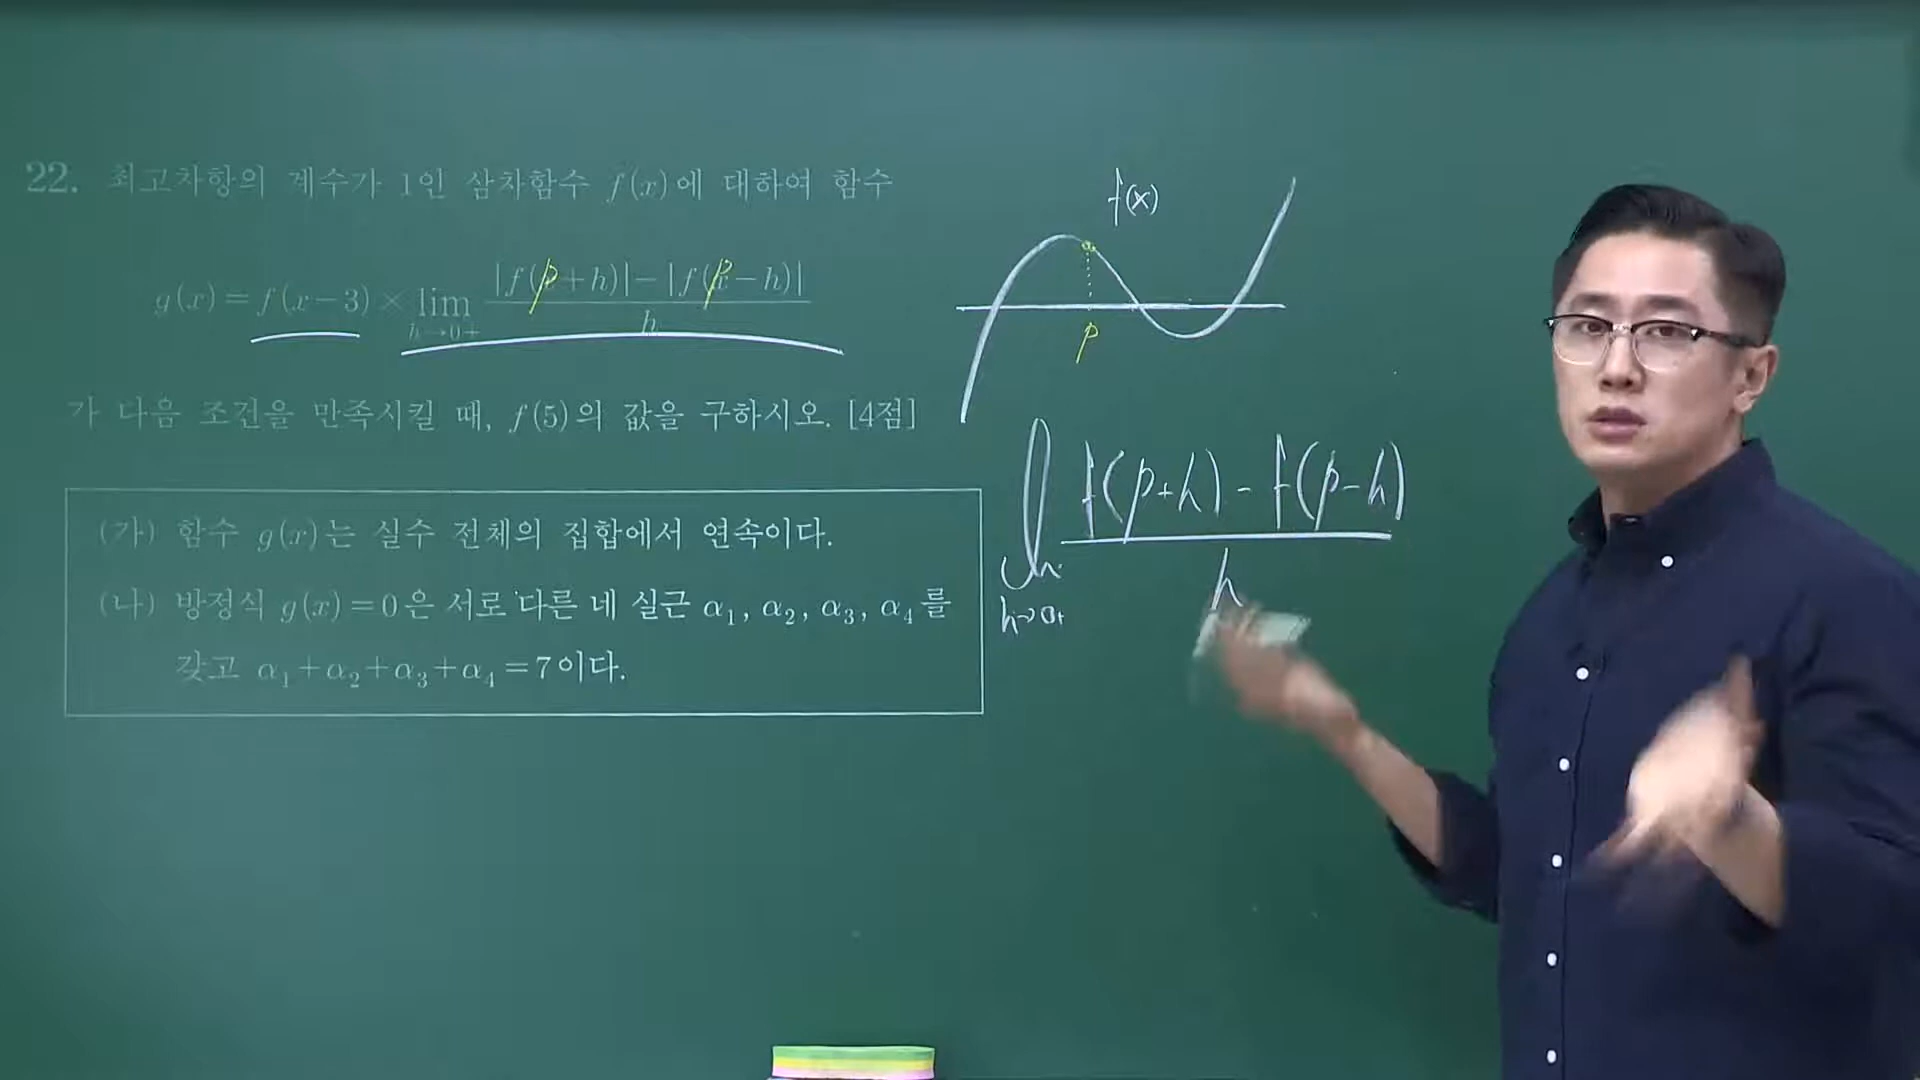 22. 최고차항의 계수가 1인 삼차함수 f(x)에 대하여 함수
g(x)=f(x-3)×lim h→0+ |f(p+h)|-|f(p-h)| / h
가 다음 조건을 만족시킬 때, f(5)의 값을 구하시오. [4점]
(가) 함수 g(x)는 실수 전체의 집합에서 연속이다.
(나) 방정식 g(x)=0은 서로 다른 네 실근 α₁, α₂, α₃, α₄를
갖고 α₁+α₂+α₃+α₄=7이다.
f(x)
p
lim h→0+ f(p+h)-f(p-h) / h